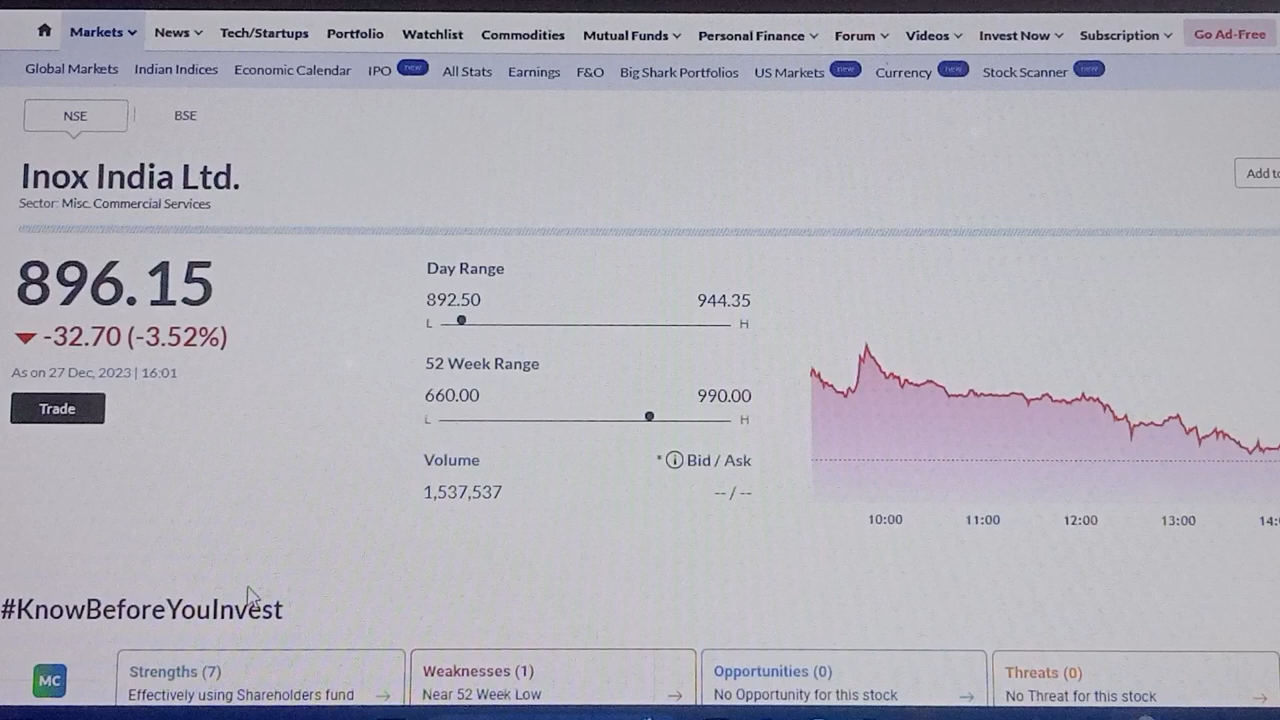 Markets News Tech/Startups Portfolio Watchlist Commodities Mutual Funds Personal Finance Forum Videos Invest Now Subscription Go Ad-Free
Global Markets Indian Indices Economic Calendar IPO new All Stats Earnings F&O Big Shark Portfolios US Markets new Currency new Stock Scanner new
NSE BSE
Inox India Ltd.
Add to
Sector: Misc. Commercial Services
896.15
-32.70 (-3.52%)
As on 27 Dec, 2023 | 16:01
Trade
Day Range
892.50 944.35
L H
52 Week Range
660.00 990.00
L H
Volume * i Bid / Ask
1,537,537 -- / --
10:00 11:00 12:00 13:00 14:
#KnowBeforeYouInvest
MC
Strengths (7)
Effectively using Shareholders fund
Weaknesses (1)
Near 52 Week Low
Opportunities (0)
No Opportunity for this stock
Threats (0)
No Threat for this stock